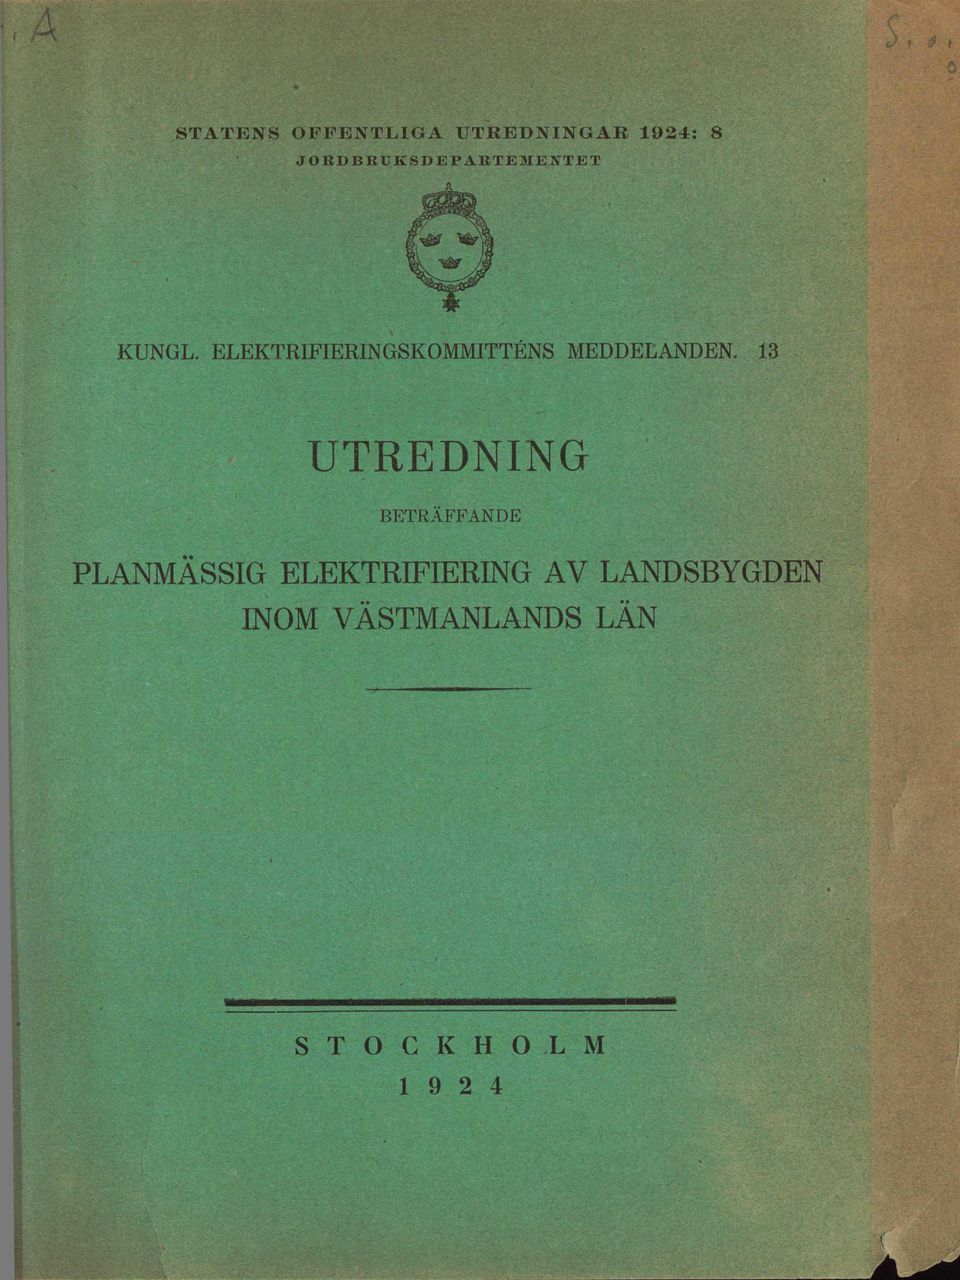 A
S. o.
STATENS OFFENTLIGA UTREDNINGAR 1924: 8
JORDBRUKSDEPARTEMENTET
KUNGL. ELEKTRIFIERINGSKOMMITTÉNS MEDDELANDEN. 13
UTREDNING
BETRÄFFANDE
PLANMÄSSIG ELEKTRIFIERING AV LANDSBYGDEN
INOM VÄSTMANLANDS LÄN
STOCKHOLM
1924